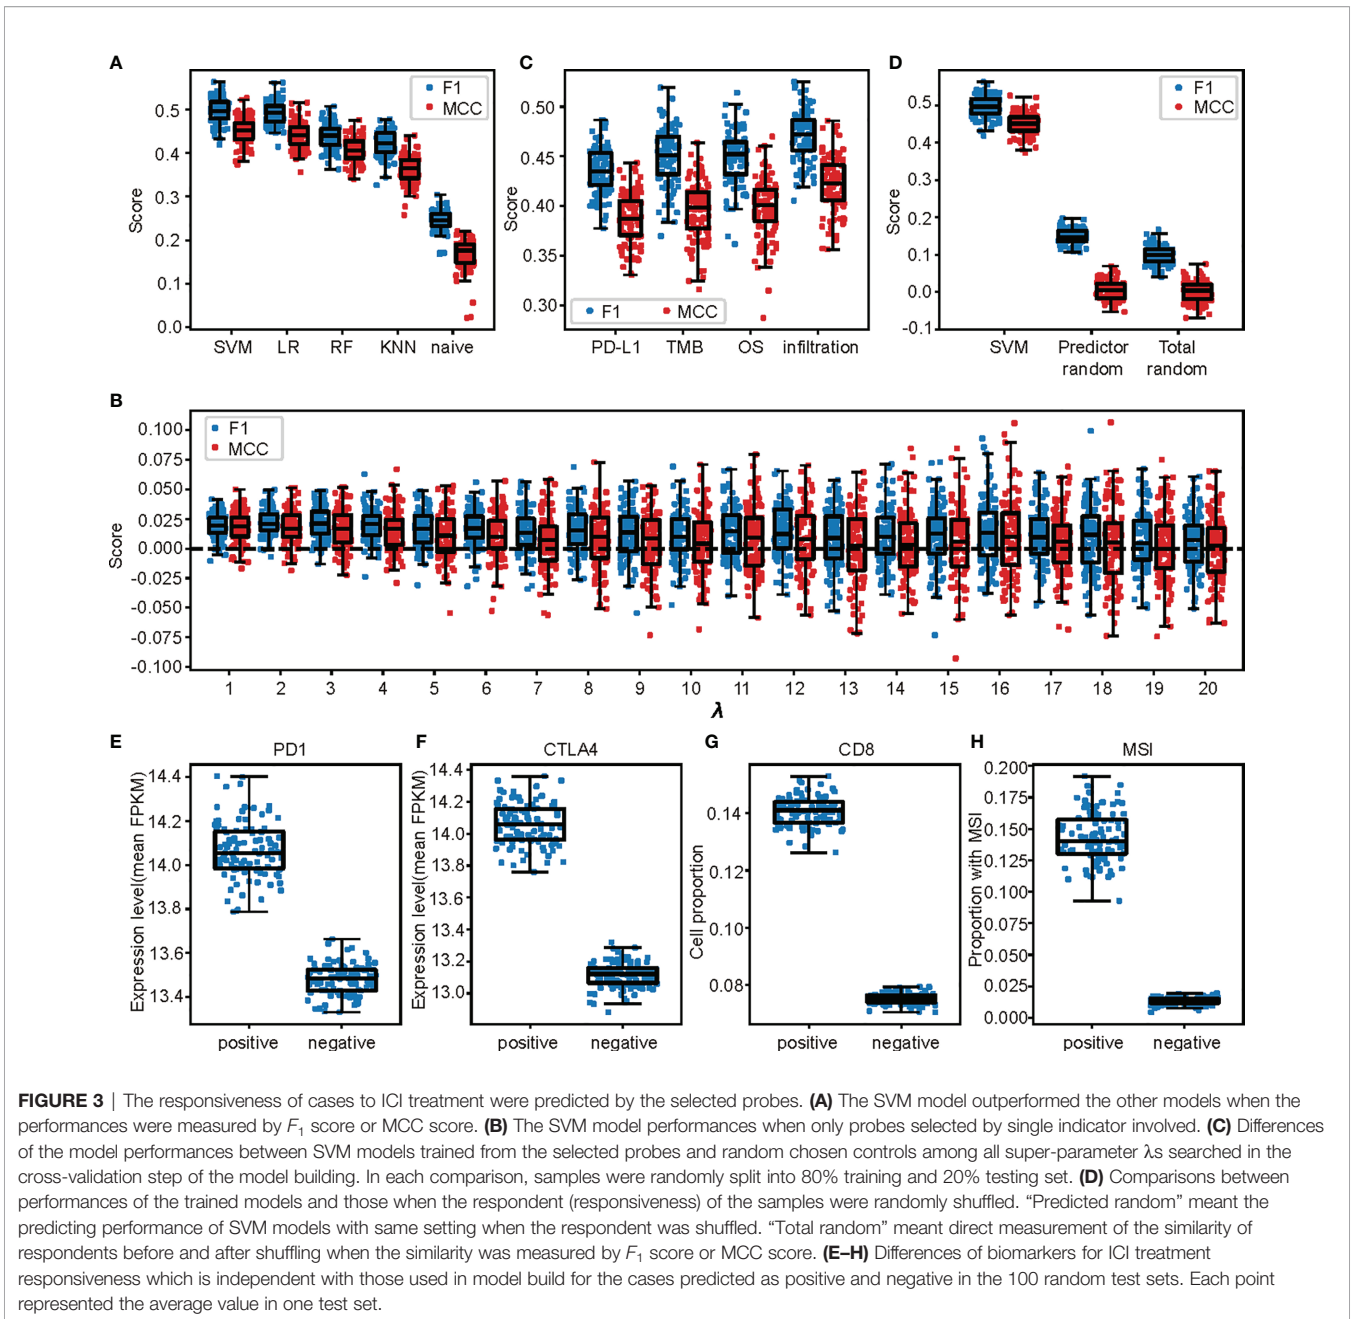 A
F1
MCC
0.5
0.4
0.3
0.2
0.1
0.0
Score
SVM LR RF KNN naive
C
0.50
0.45
0.40
0.35
0.30
Score
F1 MCC
PD-L1 TMB OS infiltration
D
F1
MCC
0.5
0.4
0.3
0.2
0.1
0.0
-0.1
Score
SVM Predictor Total
random random
B
F1
MCC
0.100
0.075
0.050
0.025
0.000
-0.025
-0.050
-0.075
-0.100
Score
1 2 3 4 5 6 7 8 9 10 11 12 13 14 15 16 17 18 19 20
λ
E
PD1
Expression level(mean FPKM)
14.4
14.2
14.0
13.8
13.6
13.4
positive negative
F
CTLA4
Expression level(mean FPKM)
14.4
14.2
14.0
13.8
13.6
13.4
13.2
13.0
positive negative
G
CD8
Cell proportion
0.14
0.12
0.10
0.08
positive negative
H
MSI
Proportion with MSI
0.200
0.175
0.150
0.125
0.100
0.075
0.050
0.025
0.000
positive negative
FIGURE 3 | The responsiveness of cases to ICI treatment were predicted by the selected probes. (A) The SVM model outperformed the other models when the
performances were measured by F1 score or MCC score. (B) The SVM model performances when only probes selected by single indicator involved. (C) Differences
of the model performances between SVM models trained from the selected probes and random chosen controls among all super-parameter λs searched in the
cross-validation step of the model building. In each comparison, samples were randomly split into 80% training and 20% testing set. (D) Comparisons between
performances of the trained models and those when the respondent (responsiveness) of the samples were randomly shuffled. “Predicted random” meant the
predicting performance of SVM models with same setting when the respondent was shuffled. “Total random” meant direct measurement of the similarity of
respondents before and after shuffling when the similarity was measured by F1 score or MCC score. (E–H) Differences of biomarkers for ICI treatment
responsiveness which is independent with those used in model build for the cases predicted as positive and negative in the 100 random test sets. Each point
represented the average value in one test set.